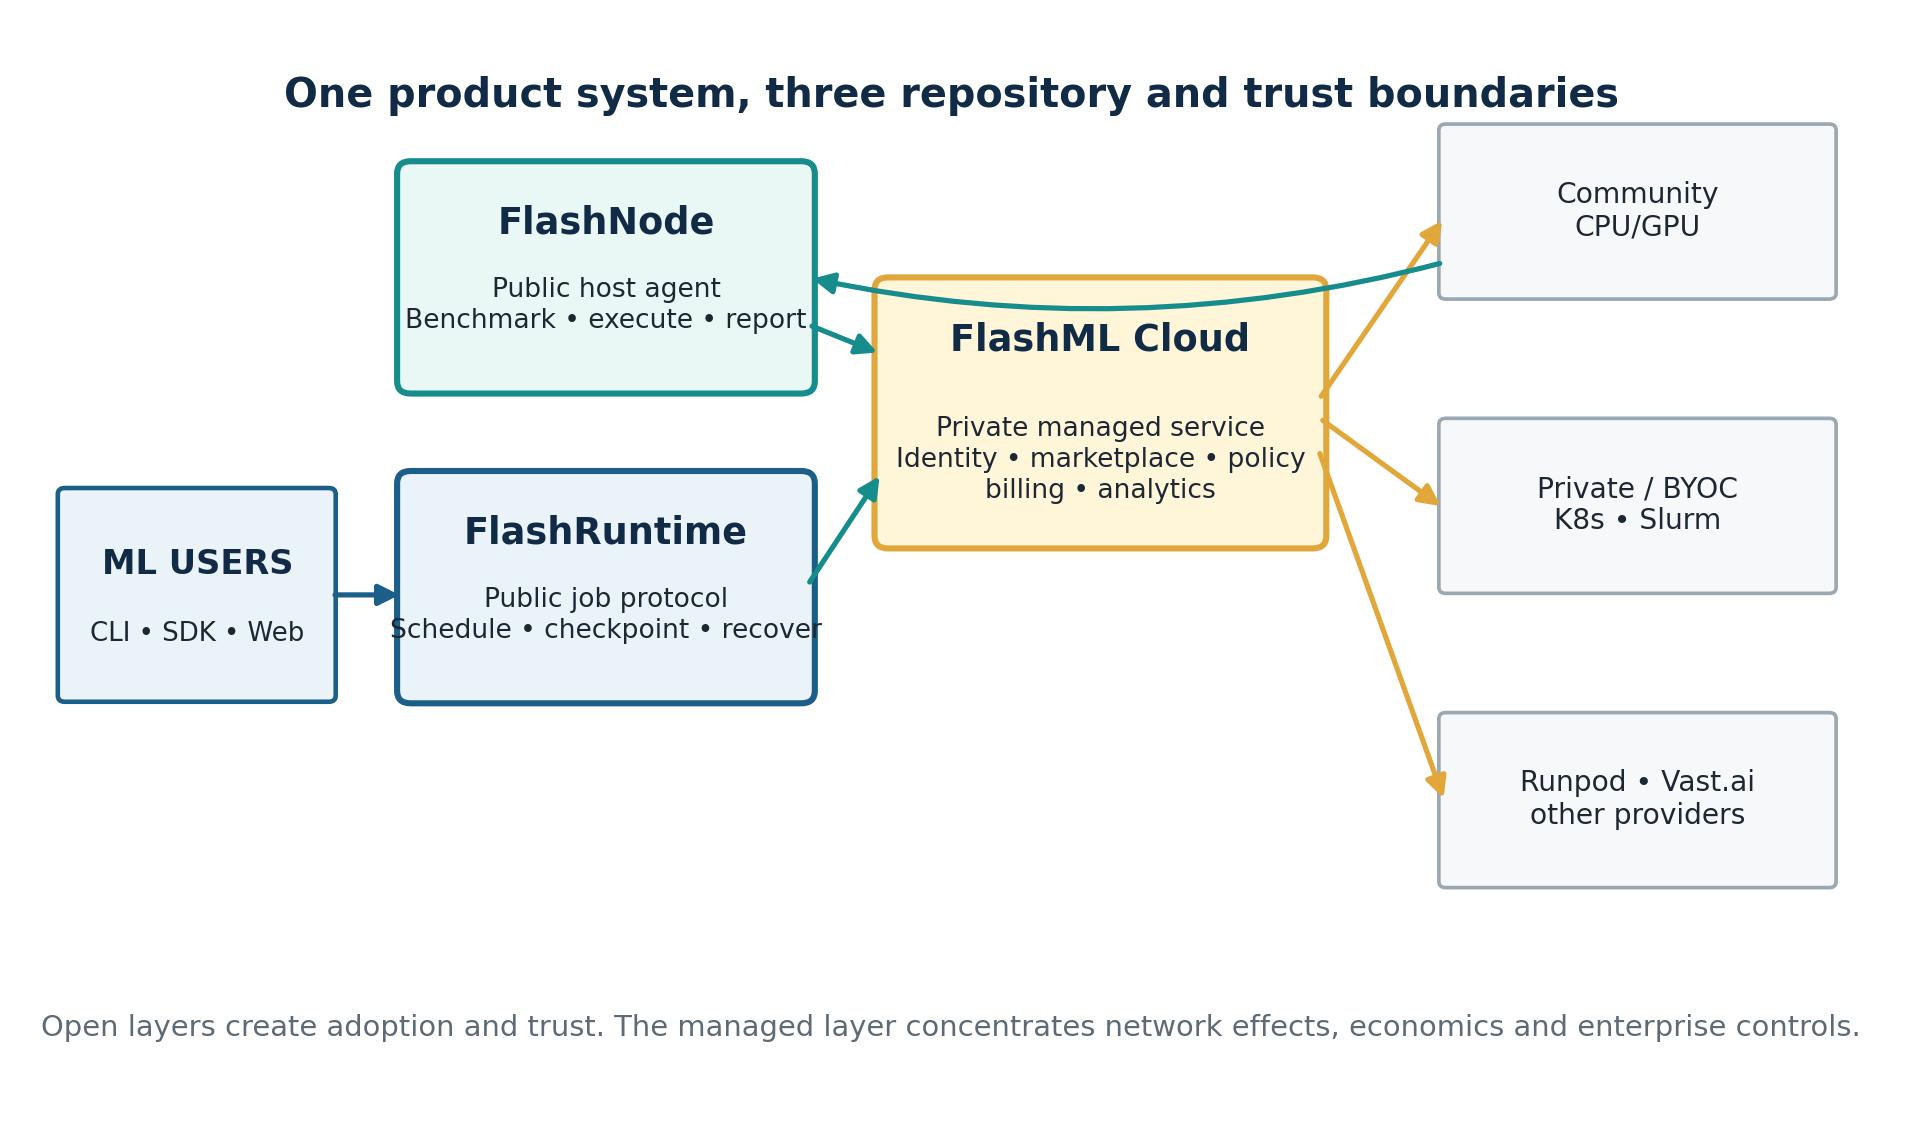 One product system, three repository and trust boundaries
FlashNode
Public host agent
Benchmark • execute • report
ML USERS
CLI • SDK • Web
FlashRuntime
Public job protocol
Schedule • checkpoint • recover
FlashML Cloud
Private managed service
Identity • marketplace • policy
billing • analytics
Community
CPU/GPU
Private / BYOC
K8s • Slurm
Runpod • Vast.ai
other providers
Open layers create adoption and trust. The managed layer concentrates network effects, economics and enterprise controls.